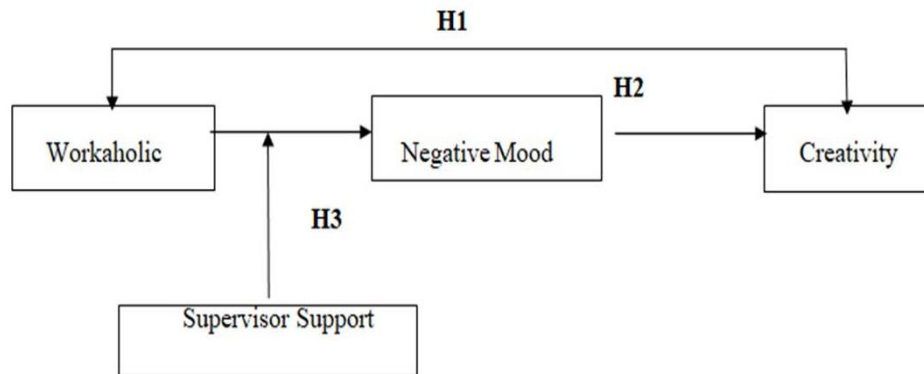 H1
H2
Workaholic
Negative Mood
Creativity
H3
Supervisor Support